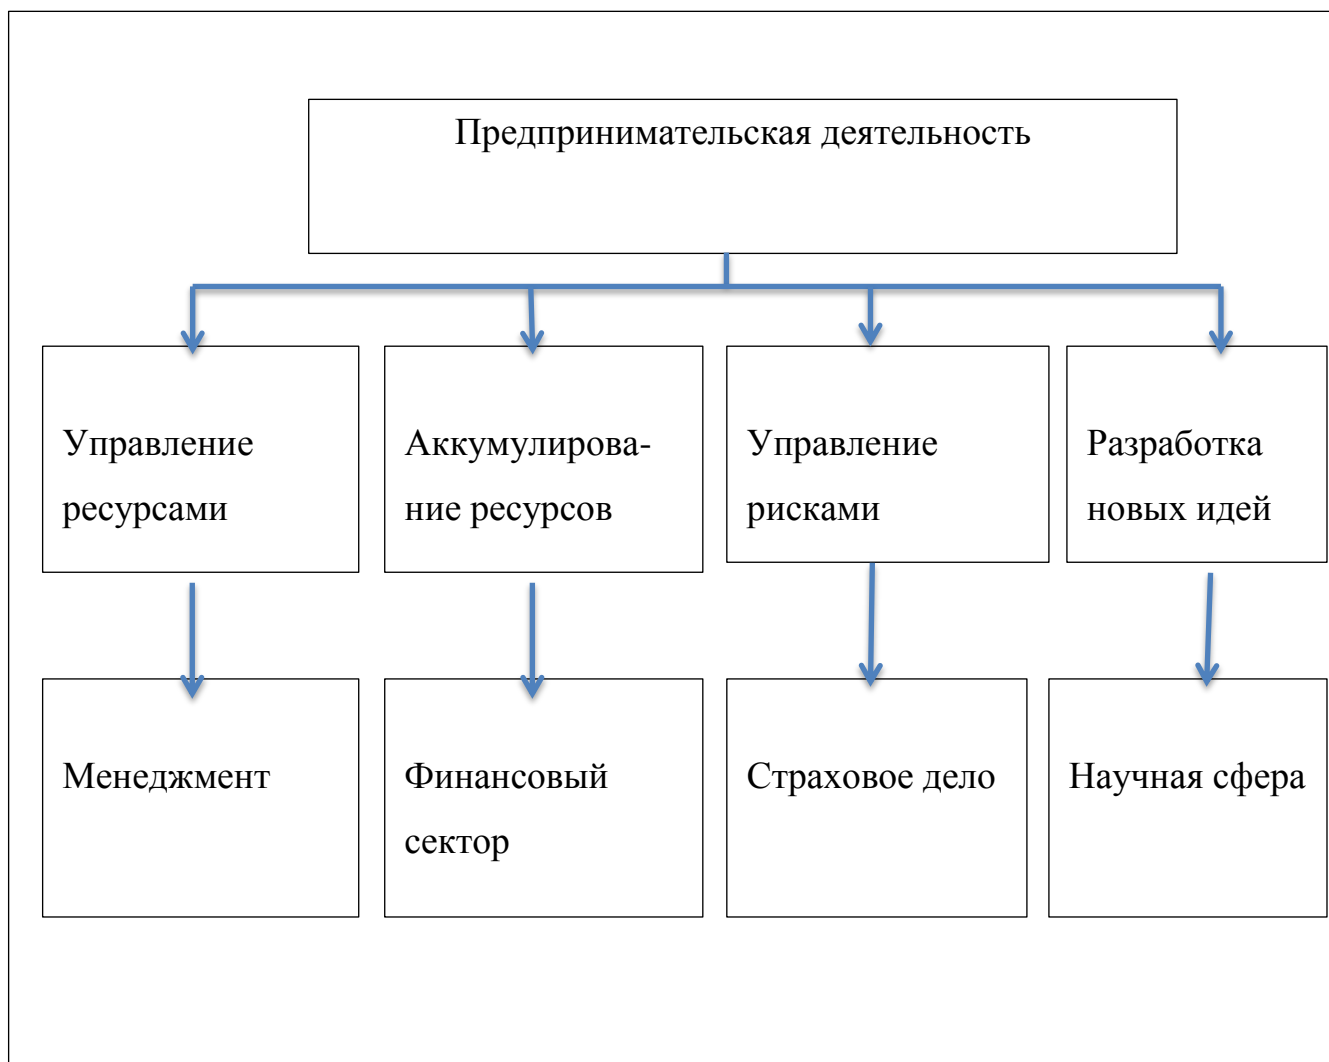 Предпринимательская деятельность
Управление
ресурсами
Аккумулирова-
ние ресурсов
Управление
рисками
Разработка
новых идей
Менеджмент
Финансовый
сектор
Страховое дело
Научная сфера